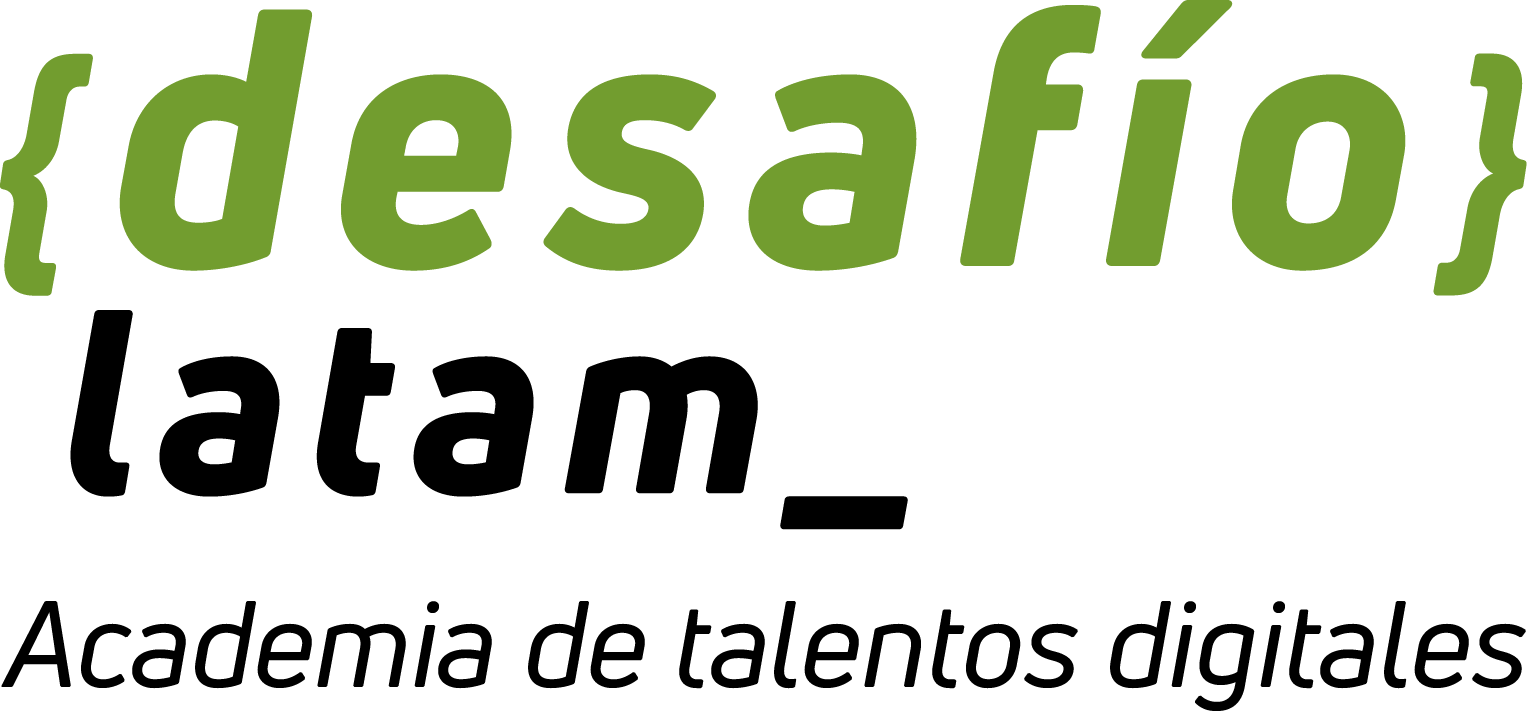 {desafío}
latam_
Academia de talentos digitales